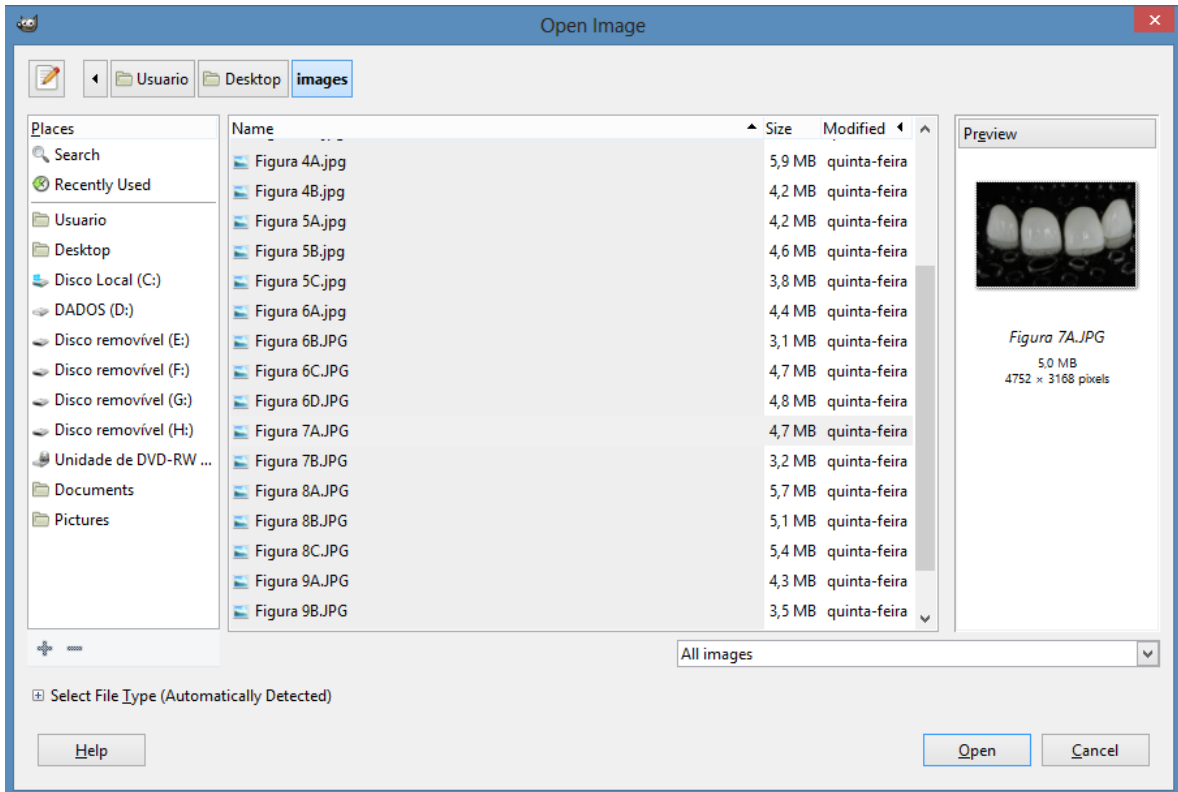 Open Image
Usuario Desktop images
Places
Search
Recently Used
Usuario
Desktop
Disco Local (C:)
DADOS (D:)
Disco removível (E:)
Disco removível (F:)
Disco removível (G:)
Disco removível (H:)
Unidade de DVD-RW ...
Documents
Pictures
Name Size Modified
Figura 4A.jpg 5,9 MB quinta-feira
Figura 4B.jpg 4,2 MB quinta-feira
Figura 5A.jpg 4,2 MB quinta-feira
Figura 5B.jpg 4,6 MB quinta-feira
Figura 5C.jpg 3,8 MB quinta-feira
Figura 6A.jpg 4,4 MB quinta-feira
Figura 6B.JPG 3,1 MB quinta-feira
Figura 6C.JPG 4,7 MB quinta-feira
Figura 6D.JPG 4,8 MB quinta-feira
Figura 7A.JPG 4,7 MB quinta-feira
Figura 7B.JPG 3,2 MB quinta-feira
Figura 8A.JPG 5,7 MB quinta-feira
Figura 8B.JPG 5,1 MB quinta-feira
Figura 8C.JPG 5,4 MB quinta-feira
Figura 9A.JPG 4,3 MB quinta-feira
Figura 9B.JPG 3,5 MB quinta-feira
Preview
Figura 7A.JPG
5,0 MB
4752 × 3168 pixels
All images
Select File Type (Automatically Detected)
Help Open Cancel